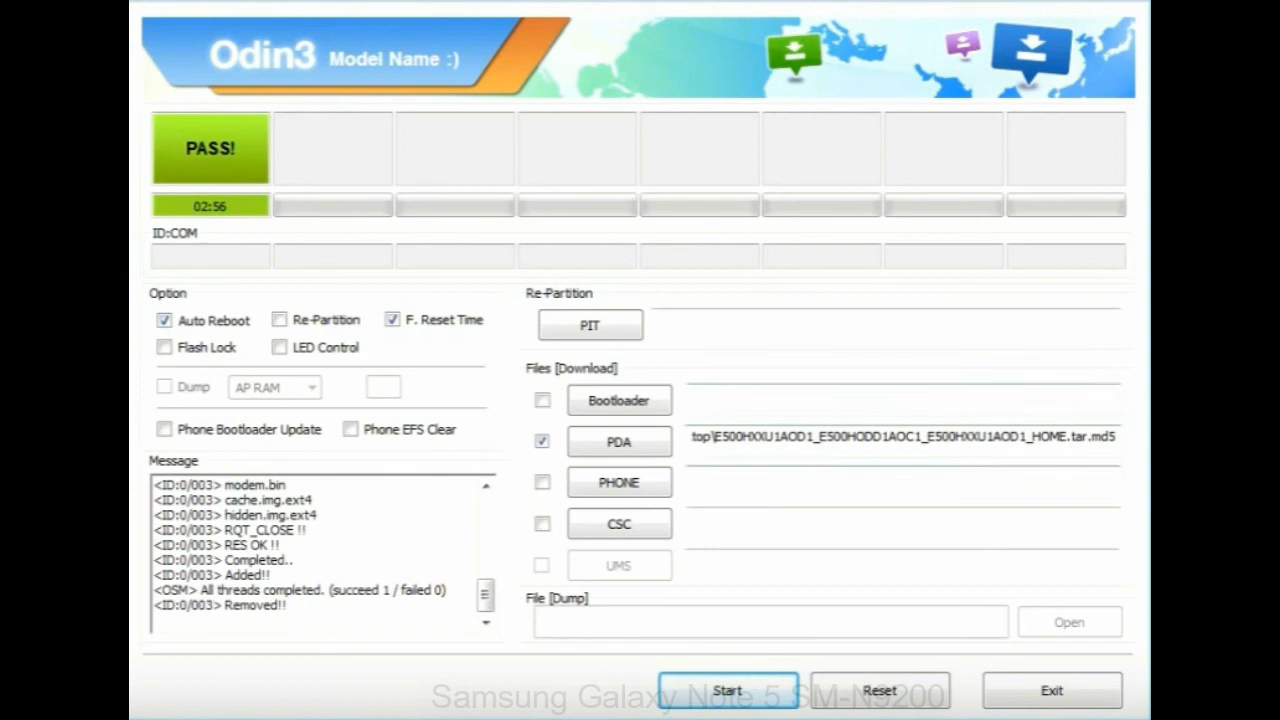 Odin3 Model Name :)
PASS!
02:56
ID:COM
Option
Auto Reboot Re-Partition F. Reset Time
Flash Lock LED Control
Dump AP RAM
Phone Bootloader Update Phone EFS Clear
Message
<ID:0/003> modem.bin
<ID:0/003> cache.img.ext4
<ID:0/003> hidden.img.ext4
<ID:0/003> RQT_CLOSE !!
<ID:0/003> RES OK !!
<ID:0/003> Completed..
<ID:0/003> Added!!
<OSM> All threads completed. (succeed 1 / failed 0)
<ID:0/003> Removed!!
Re-Partition
PIT
Files [Download]
Bootloader
PDA top\E500HXXU1AOD1_E500HODD1AOC1_E500HXXU1AOD1_HOME.tar.md5
PHONE
CSC
UMS
File [Dump]
Open
Start Reset Exit
Samsung Galaxy Note 5 SM-N9200